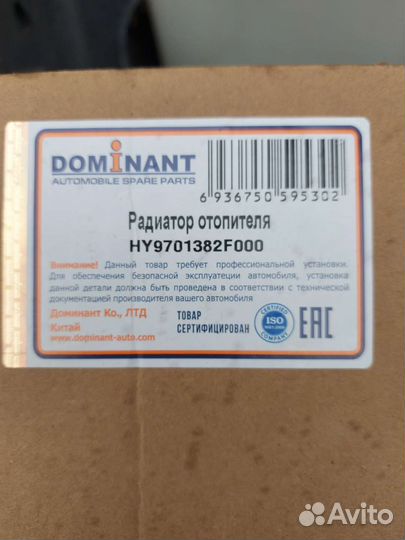 DOMINANT
AUTOMOBILE SPARE PARTS
6 936750 595302
Радиатор отопителя
HY9701382F000
Внимание! Данный товар требует профессиональной установки.
Для обеспечения безопасной эксплуатации автомобиля, установка
данной детали должна быть проведена в соответствии с технической
документацией производителя вашего автомобиля
Доминант Ко., ЛТД
Китай
www.dominant-auto.com
ТОВАР
СЕРТИФИЦИРОВАН
CERTIFIED
ISO
COMPANY
EAC
Avito